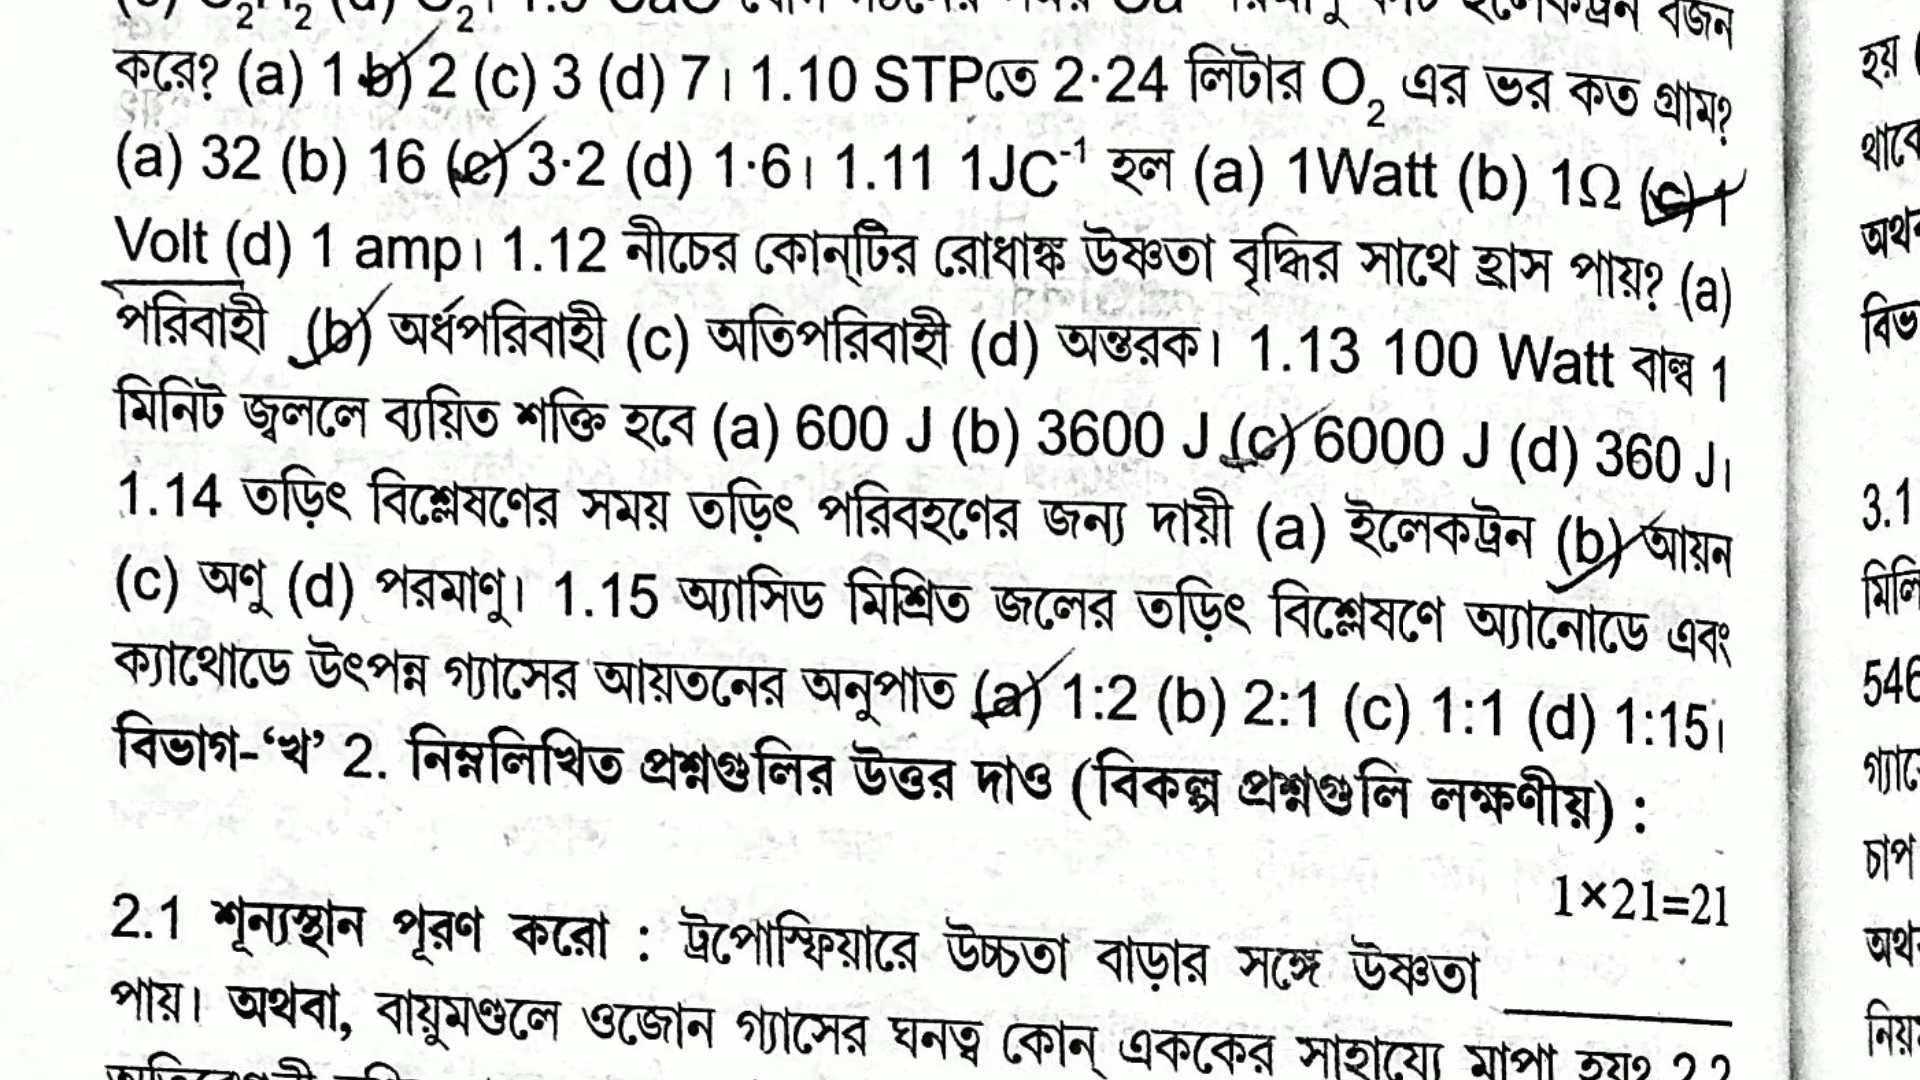 করে? (a) 1 b) 2 (c) 3 (d) 7। 1.10 STPতে 2·24 লিটার O₂ এর ভর কত গ্রাম?
(a) 32 (b) 16 (c) 3·2 (d) 1·6। 1.11 1JC⁻¹ হল (a) 1Watt (b) 1Ω (c) 1
Volt (d) 1 amp। 1.12 নীচের কোন্‌টির রোধাঙ্ক উষ্ণতা বৃদ্ধির সাথে হ্রাস পায়? (a)
পরিবাহী (b) অর্ধপরিবাহী (c) অতিপরিবাহী (d) অন্তরক। 1.13 100 Watt বাল্ব 1
মিনিট জ্বললে ব্যয়িত শক্তি হবে (a) 600 J (b) 3600 J (c) 6000 J (d) 360 J।
1.14 তড়িৎ বিশ্লেষণের সময় তড়িৎ পরিবহণের জন্য দায়ী (a) ইলেকট্রন (b) আয়ন
(c) অণু (d) পরমাণু। 1.15 অ্যাসিড মিশ্রিত জলের তড়িৎ বিশ্লেষণে অ্যানোডে এবং
ক্যাথোডে উৎপন্ন গ্যাসের আয়তনের অনুপাত (a) 1:2 (b) 2:1 (c) 1:1 (d) 1:15।
বিভাগ-‘খ’ 2. নিম্নলিখিত প্রশ্নগুলির উত্তর দাও (বিকল্প প্রশ্নগুলি লক্ষণীয়) :
1×21=21
2.1 শূন্যস্থান পূরণ করো : ট্রপোস্ফিয়ারে উচ্চতা বাড়ার সঙ্গে উষ্ণতা ______
পায়। অথবা, বায়ুমণ্ডলে ওজোন গ্যাসের ঘনত্ব কোন্ এককের সাহায্যে মাপা হয়? 2.2
হয়
3.1
546
চাপ